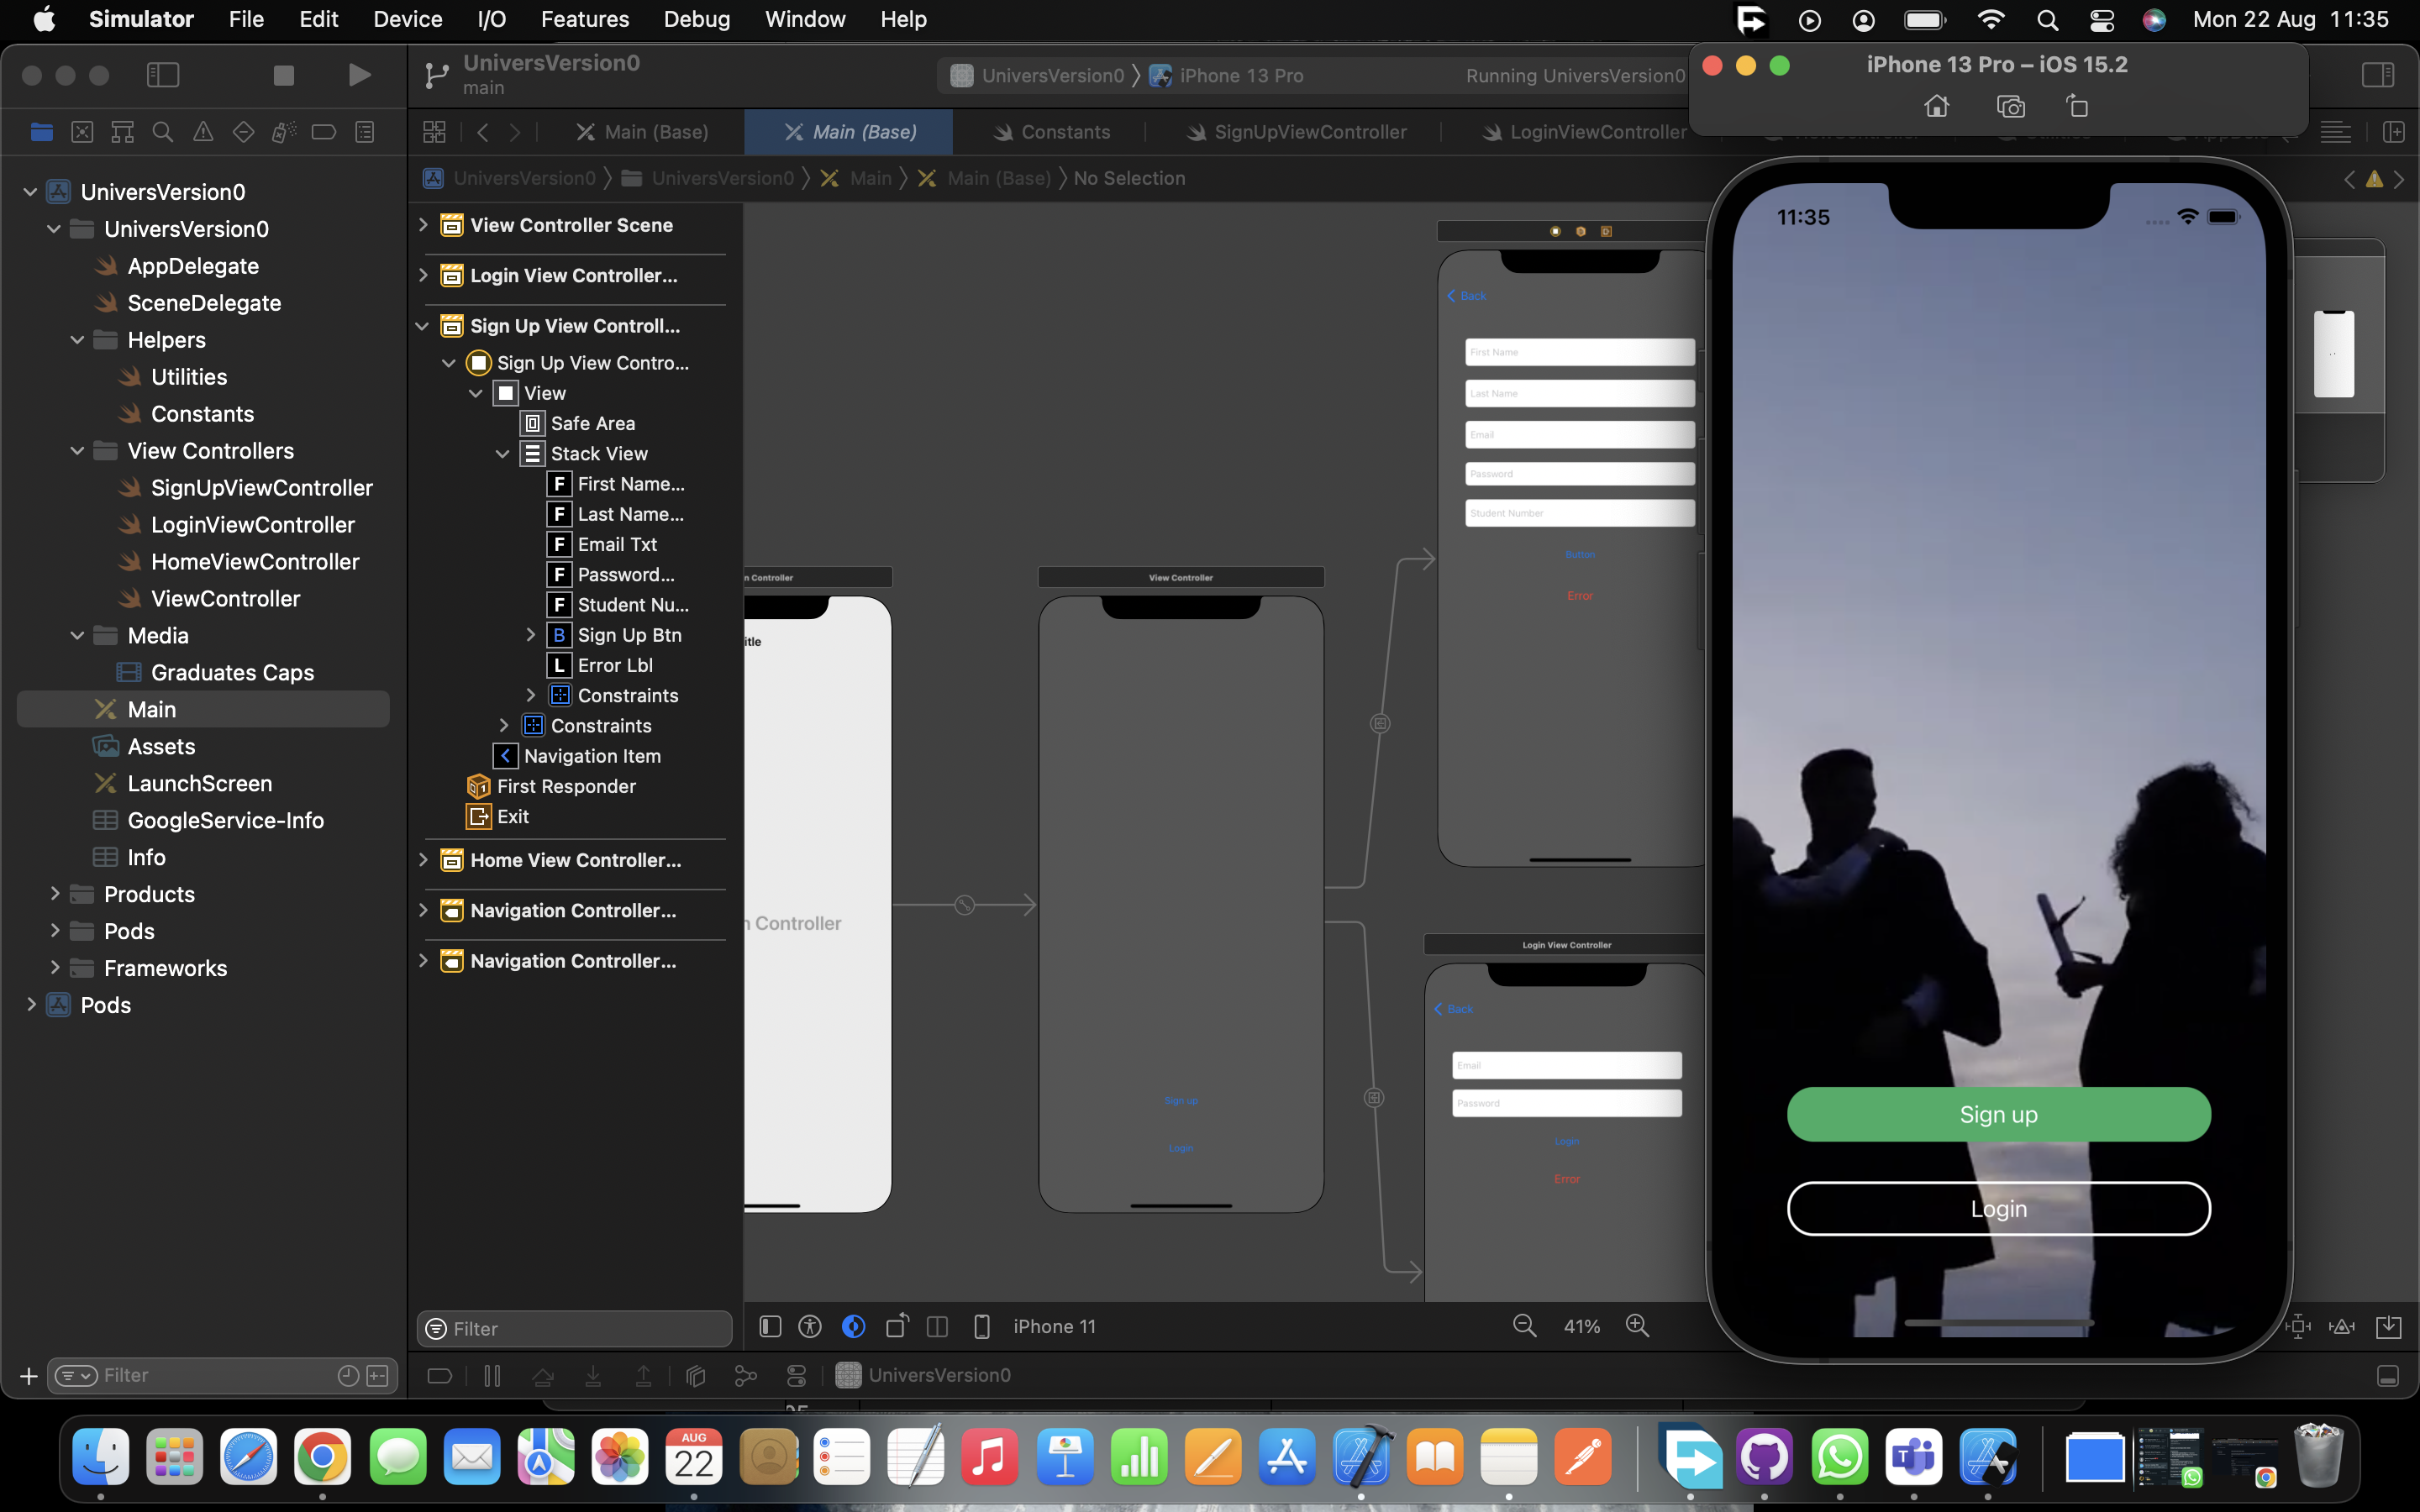 Simulator File Edit Device I/O Features Debug Window Help
Mon 22 Aug 11:35
UniversVersion0
main
UniversVersion0
iPhone 13 Pro
Running UniversVersion0
iPhone 13 Pro – iOS 15.2
Main (Base)
Main (Base)
Constants
SignUpViewController
LoginViewController
UniversVersion0
UniversVersion0
Main
Main (Base)
No Selection
UniversVersion0
UniversVersion0
AppDelegate
SceneDelegate
Helpers
Utilities
Constants
View Controllers
SignUpViewController
LoginViewController
HomeViewController
ViewController
Media
Graduates Caps
Main
Assets
LaunchScreen
GoogleService-Info
Info
Products
Pods
Frameworks
Pods
Filter
View Controller Scene
Login View Controller...
Sign Up View Controll...
Sign Up View Contro...
View
Safe Area
Stack View
F First Name...
F Last Name...
F Email Txt
F Password...
F Student Nu...
B Sign Up Btn
L Error Lbl
Constraints
Constraints
Navigation Item
First Responder
Exit
Home View Controller...
Navigation Controller...
Navigation Controller...
Filter
n Controller
itle
n Controller
View Controller
Sign up
Login
Back
First Name
Last Name
Email
Password
Student Number
Button
Error
Login View Controller
Back
Email
Password
Login
Error
iPhone 11
41%
UniversVersion0
11:35
Sign up
Login
AUG
22